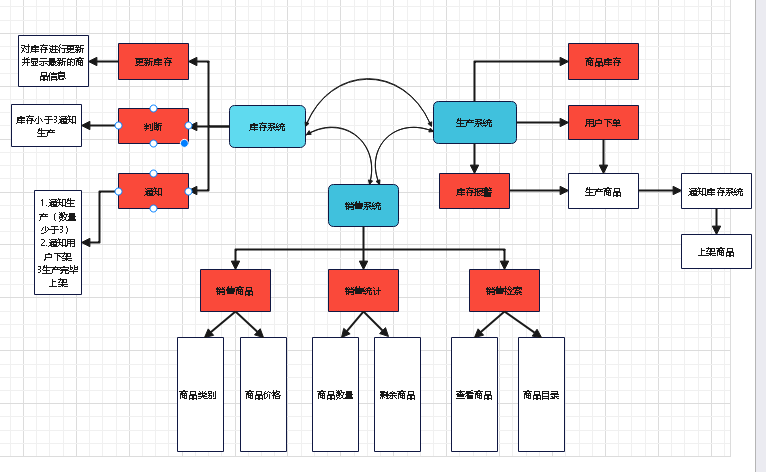 对库存进行更新
并显示最新的商
品信息
更新库存
商品库存
库存小于3通知
生产
判断
库存系统
生产系统
用户下单
通知
库存报警
生产商品
通知库存系统
1.通知生
产（数量
少于3）
2.通知用
户下架
3生产完毕
上架
销售系统
上架商品
销售商品
销售统计
销售检索
商品类别
商品价格
商品数量
剩余商品
查看商品
商品目录